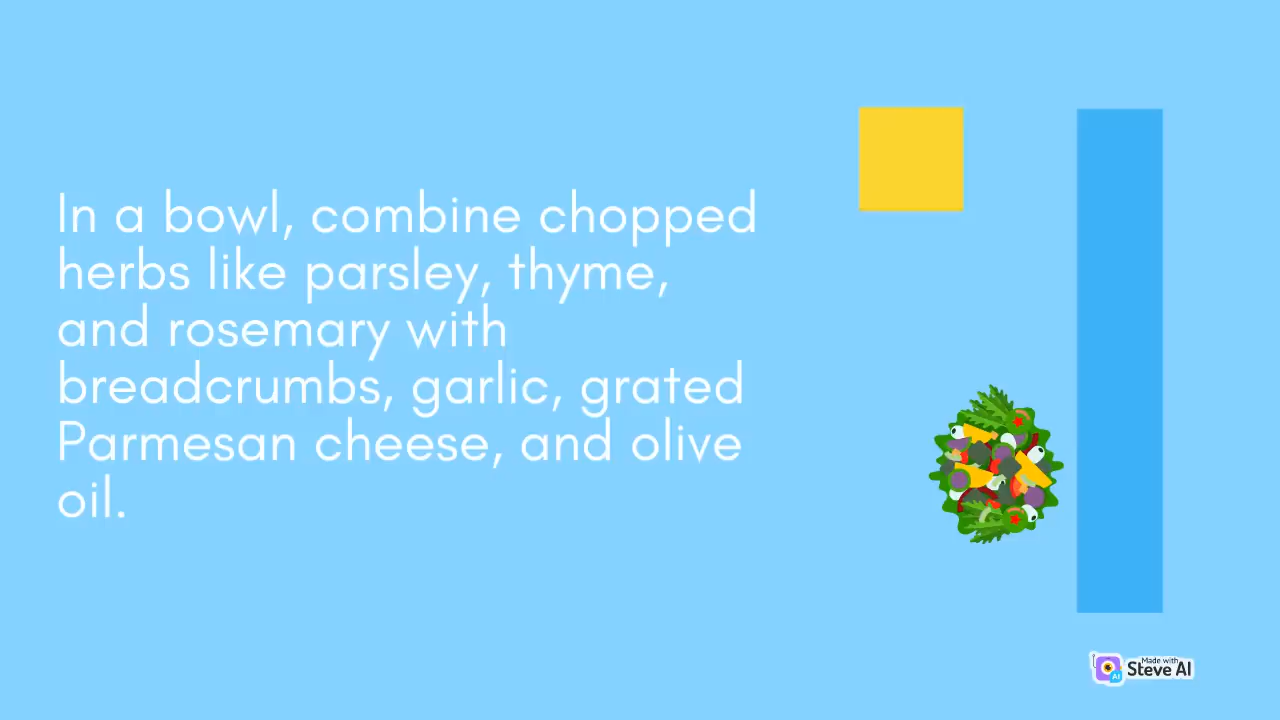 In a bowl, combine chopped
herbs like parsley, thyme,
and rosemary with
breadcrumbs, garlic, grated
Parmesan cheese, and olive
oil.
Made with
Steve AI
AI